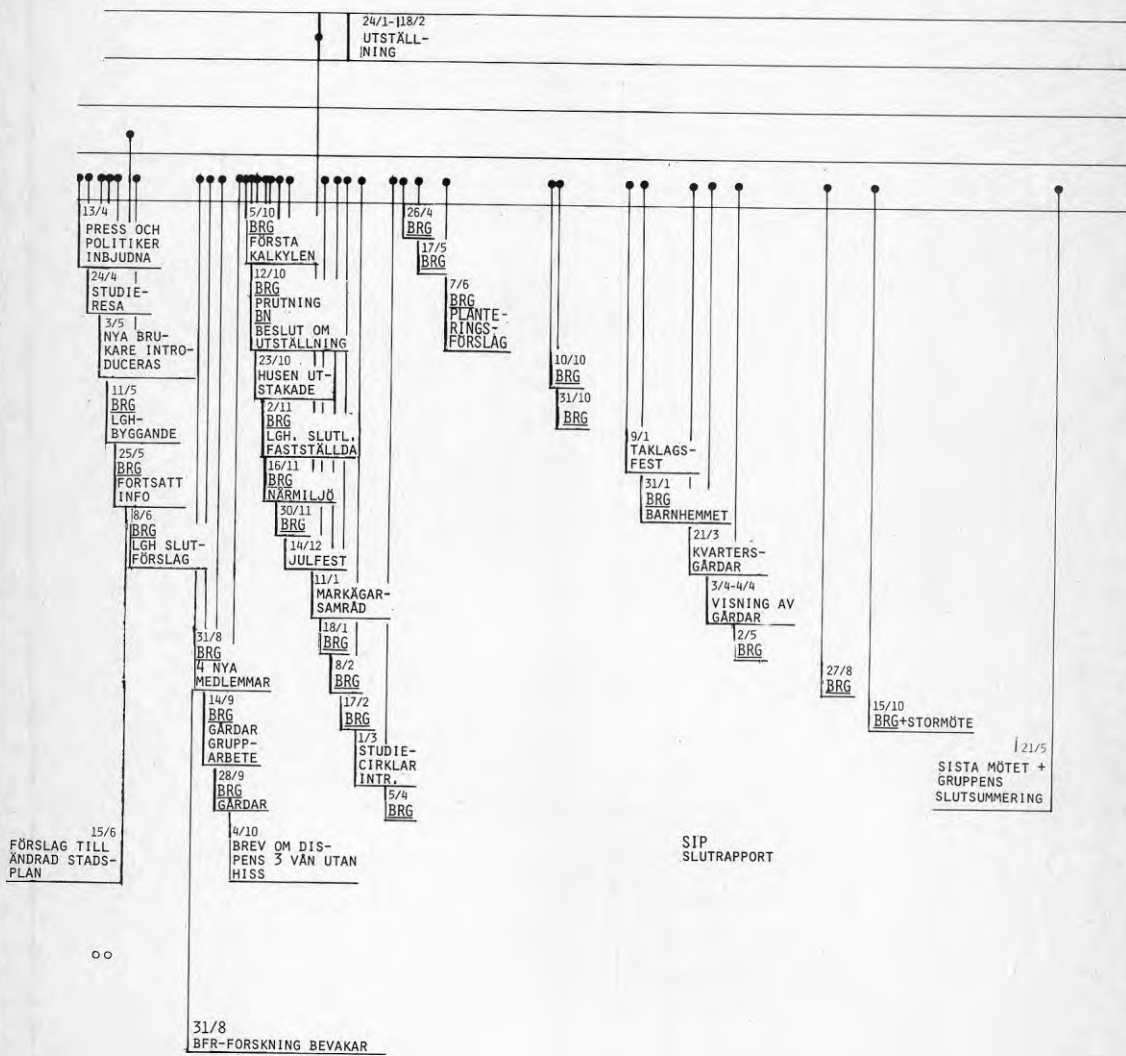 24/1-18/2
UTSTÄLL-
NING
13/4
PRESS OCH
POLITIKER
INBJUDNA
24/4
STUDIE-
RESA
3/5
NYA BRU-
KARE INTRO-
DUCERAS
11/5
BRG
LGH-
BYGGANDE
25/5
BRG
FORTSATT
INFO
8/6
BRG
LGH SLUT-
FÖRSLAG
15/6
FÖRSLAG TILL
ÄNDRAD STADS-
PLAN
31/8
BFR-FORSKNING BEVAKAR
31/8
BRG
4 NYA
MEDLEMMAR
14/9
BRG
GÅRDAR
GRUPP-
ARBETE
28/9
BRG
GÅRDAR
4/10
BREV OM DIS-
PENS 3 VÅN UTAN
HISS
5/10
BRG
FÖRSTA
KALKYLEN
12/10
BRG
PRUTNING
BN
BESLUT OM
UTSTÄLLNING
23/10
HUSEN UT-
STAKADE
2/11
BRG
LGH. SLUTL.
FASTSTÄLLDA
16/11
BRG
NÄRMILJÖ
30/11
BRG
14/12
JULFEST
11/1
MARKÄGAR-
SAMRÅD
18/1
BRG
8/2
BRG
17/2
BRG
1/3
STUDIE-
CIRKLAR
INTR.
5/4
BRG
26/4
BRG
17/5
BRG
7/6
BRG
PLANTE-
RINGS-
FÖRSLAG
10/10
BRG
31/10
BRG
9/1
TAKLAGS-
FEST
31/1
BRG
BARNHEMMET
21/3
KVARTERS-
GÅRDAR
3/4-4/4
VISNING AV
GÅRDAR
2/5
BRG
27/8
BRG
15/10
BRG+STORMÖTE
21/5
SISTA MÖTET +
GRUPPENS
SLUTSUMMERING
SIP
SLUTRAPPORT